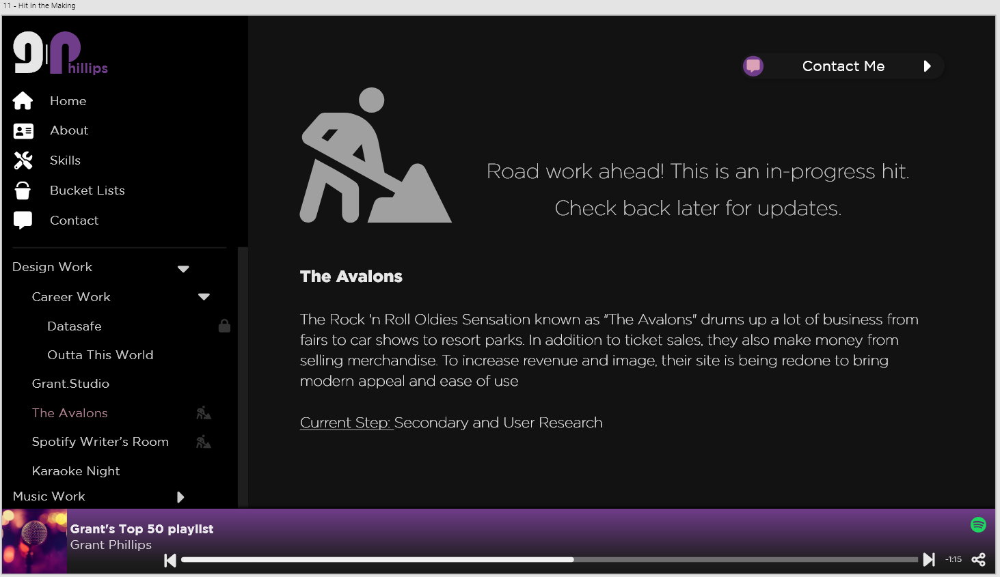 11 - Hit in the Making
gP
hillips
Home
About
Skills
Bucket Lists
Contact
Design Work
Career Work
Datasafe
Outta This World
Grant.Studio
The Avalons
Spotify Writer’s Room
Karaoke Night
Music Work
Contact Me
Road work ahead! This is an in-progress hit.
Check back later for updates.
The Avalons
The Rock 'n Roll Oldies Sensation known as "The Avalons" drums up a lot of business from
fairs to car shows to resort parks. In addition to ticket sales, they also make money from
selling merchandise. To increase revenue and image, their site is being redone to bring
modern appeal and ease of use
Current Step: Secondary and User Research
Grant's Top 50 playlist
Grant Phillips
-1:15